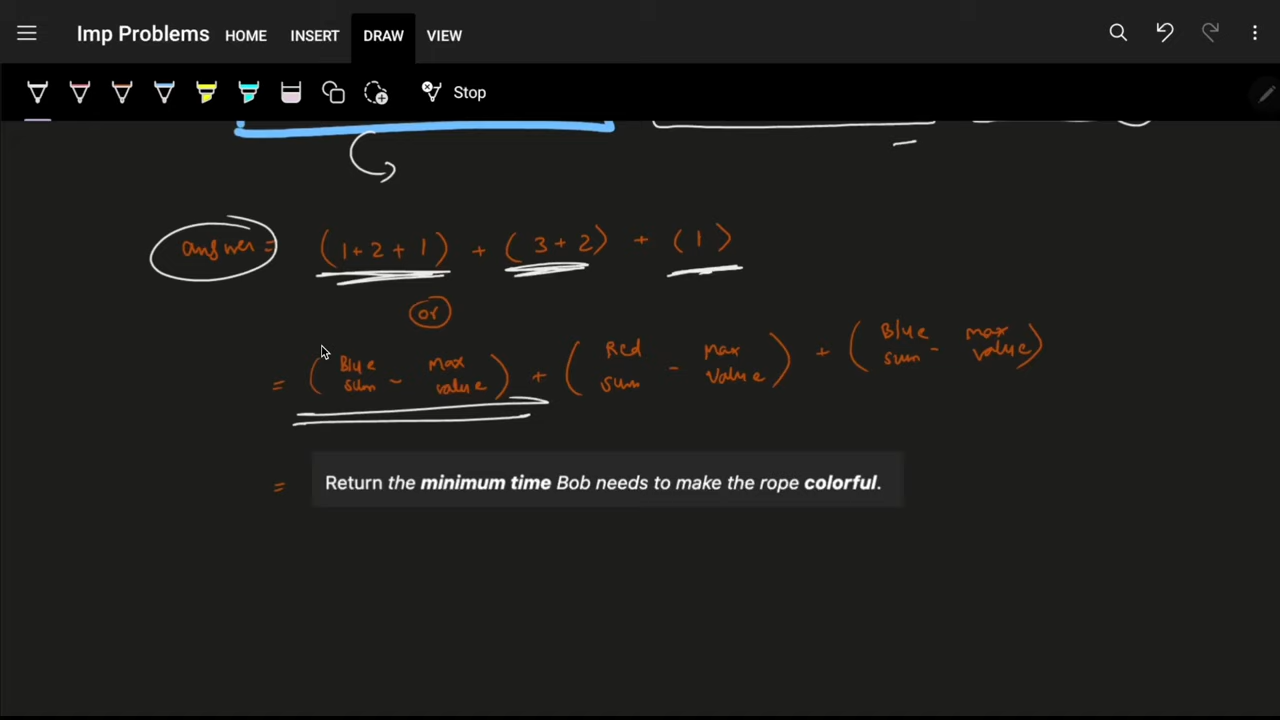 Imp Problems HOME INSERT DRAW VIEW
Stop
answer = (1+2+1) + (3+2) + (1)
or
= (Blue sum - max value) + (Red sum - max value) + (Blue sum - max value)
= Return the minimum time Bob needs to make the rope colorful.